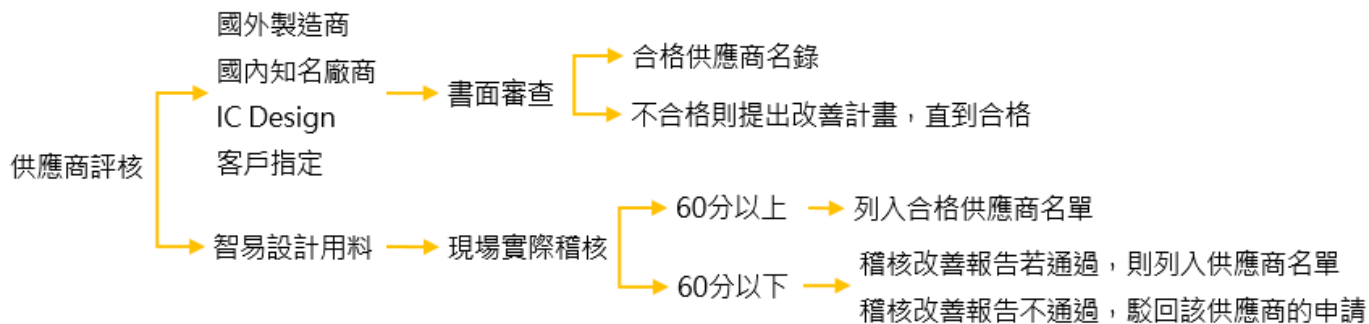 供應商評核
國外製造商
國內知名廠商
IC Design
客戶指定
書面審查
合格供應商名錄
不合格則提出改善計畫，直到合格
智易設計用料
現場實際稽核
60分以上
列入合格供應商名單
60分以下
稽核改善報告若通過，則列入供應商名單
稽核改善報告不通過，駁回該供應商的申請